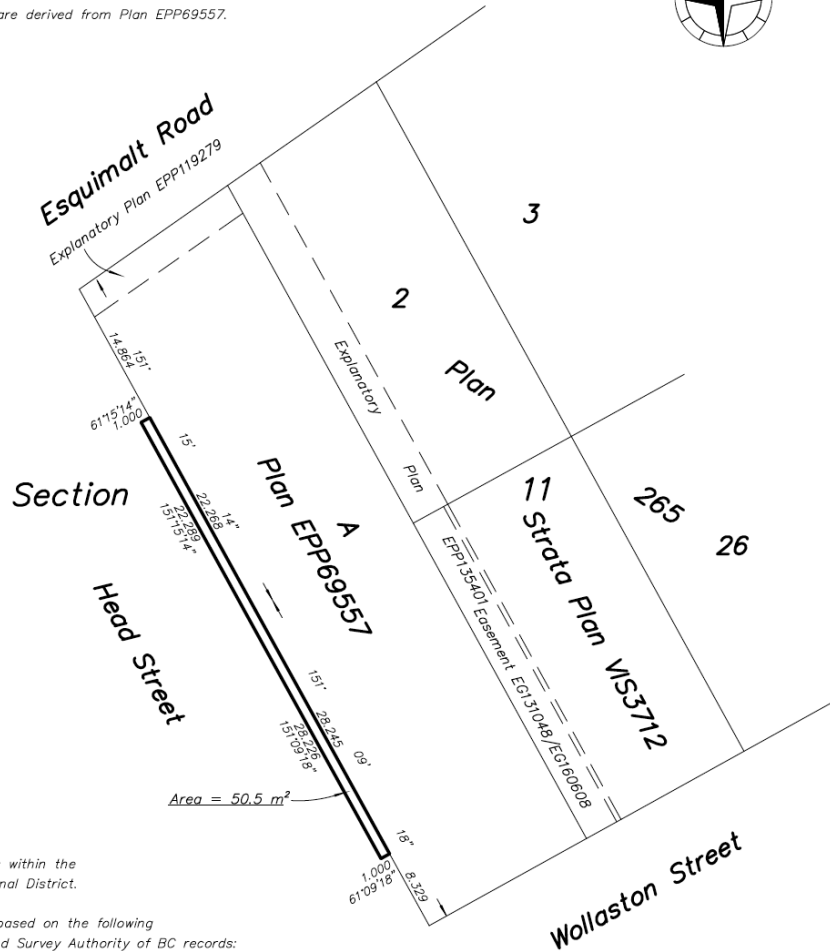 are derived from Plan EPP69557.
Esquimalt Road
Explanatory Plan EPP119279
3
2
Explanatory
Plan
Plan
14.864
151°
61°15'14"
1.000
15'
Section
22.268
14"
22.289
151°15'14"
A
Plan EPP69557
11
265
26
Strata Plan VIS3712
EPP135401
Easement EG131048/EG160608
Head Street
151°
28.245
09'
28.226
151°09'18"
Area = 50.5 m²
18"
1.000
61°09'18"
8.329
Wollaston Street
within the
nal District.
based on the following
d Survey Authority of BC records: